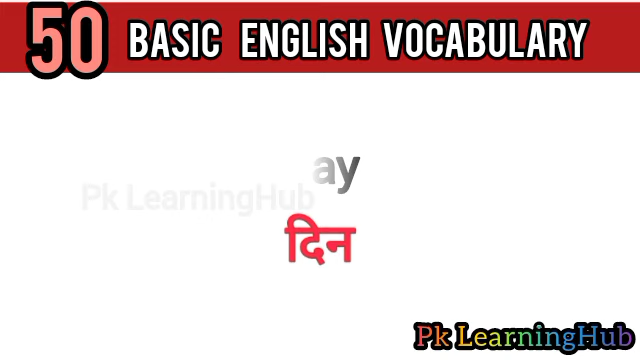 50 BASIC ENGLISH VOCABULARY
ay
Pk LearningHub
दिन
Pk LearningHub